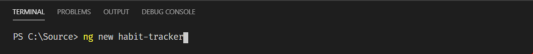 TERMINAL PROBLEMS OUTPUT DEBUG CONSOLE
PS C:\Source> ng new habit-tracker